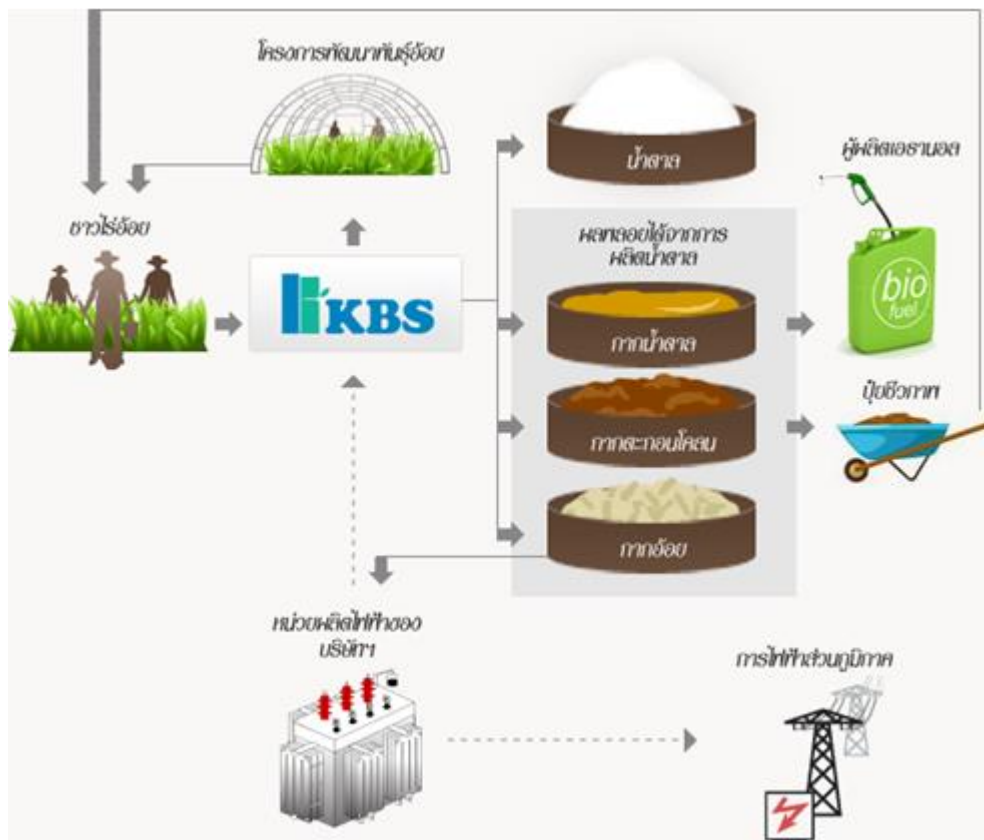 โครงการพัฒนาพันธุ์อ้อย
น้ำตาล
ผู้ผลิตเอธานอล
ชาวไร่อ้อย
ผลพลอยได้จากการ
ผลิตน้ำตาล
KBS
bio
fuel
กากน้ำตาล
ปุ๋ยชีวภาพ
กากตะกอนโคลน
กากอ้อย
หน่วยผลิตไฟฟ้าของ
บริษัทฯ
การไฟฟ้าส่วนภูมิภาค